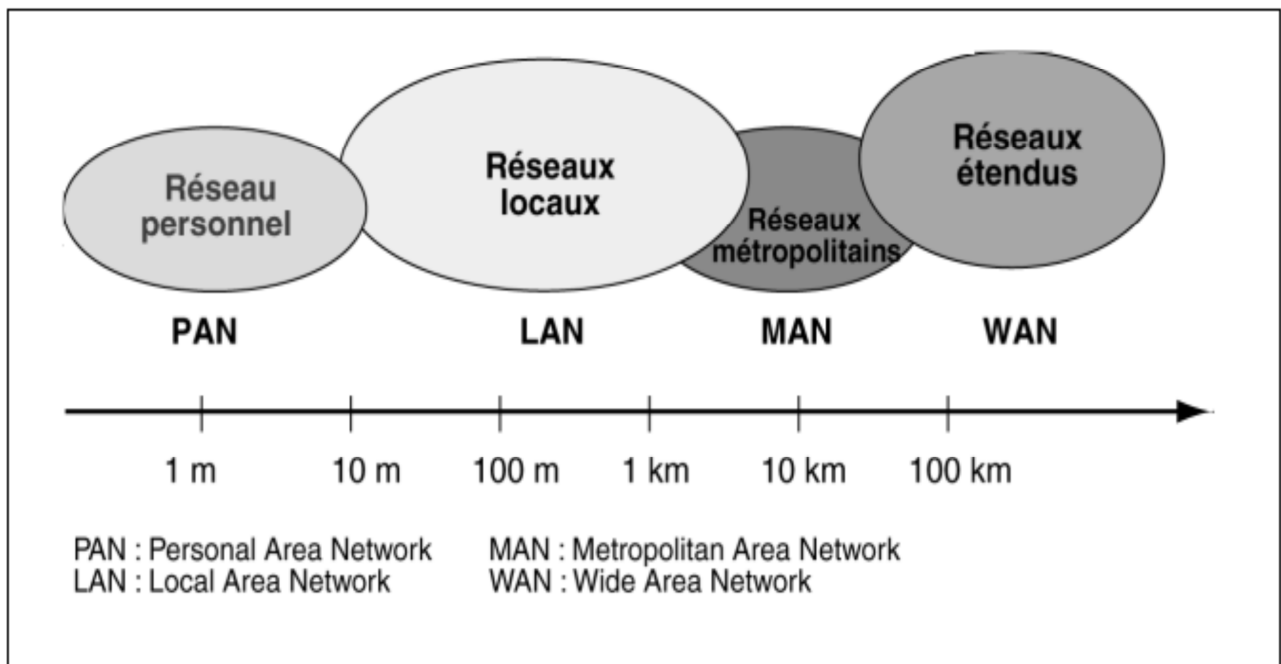 Réseau
personnel
Réseaux
locaux
Réseaux
métropolitains
Réseaux
étendus
PAN LAN MAN WAN
1 m 10 m 100 m 1 km 10 km 100 km
PAN : Personal Area Network MAN : Metropolitan Area Network
LAN : Local Area Network WAN : Wide Area Network